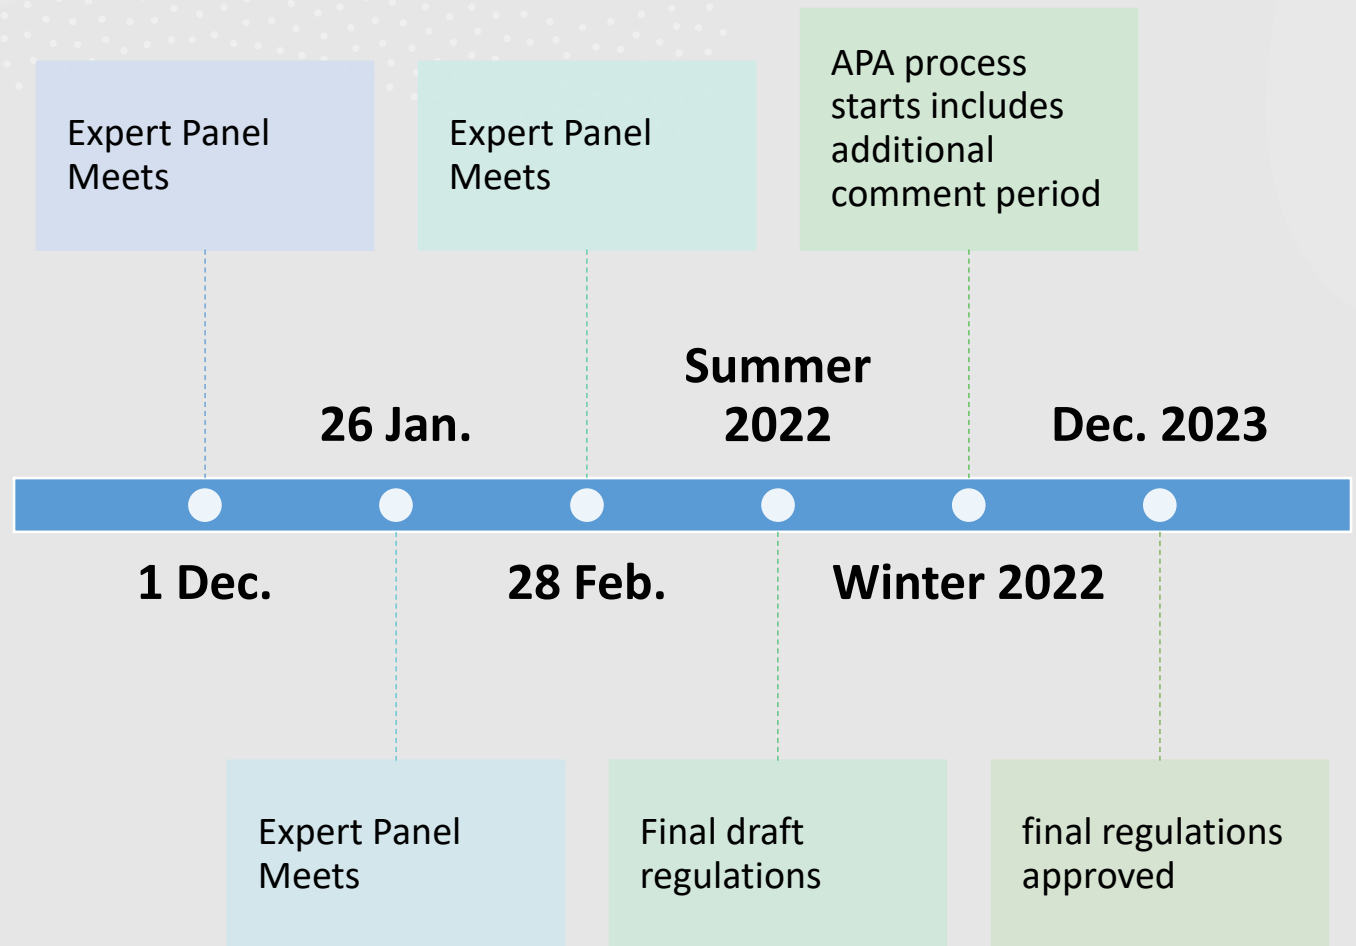 Expert Panel
Meets
Expert Panel
Meets
APA process
starts includes
additional
comment period
26 Jan.
Summer
2022
Dec. 2023
1 Dec.
28 Feb.
Winter 2022
Expert Panel
Meets
Final draft
regulations
final regulations
approved